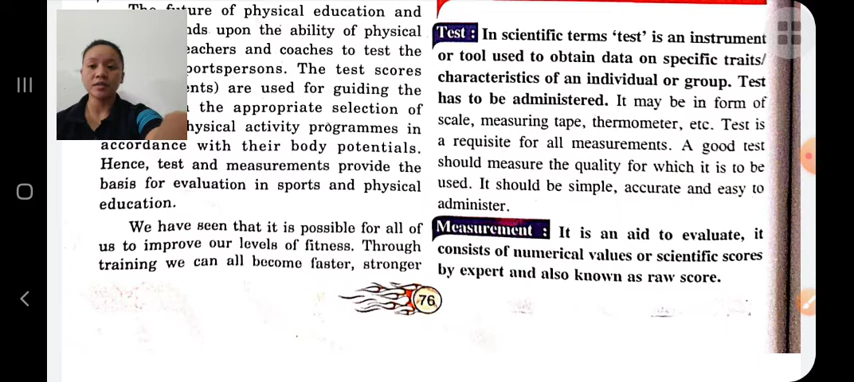 The future of physical education and
nds upon the ability of physical
eachers and coaches to test the
portspersons. The test scores
ents) are used for guiding the
the appropriate selection of
hysical activity programmes in
accordance with their body potentials.
Hence, test and measurements provide the
basis for evaluation in sports and physical
education.
We have seen that it is possible for all of
us to improve our levels of fitness. Through
training we can all become faster, stronger
Test : In scientific terms ‘test’ is an instrument
or tool used to obtain data on specific traits/
characteristics of an individual or group. Test
has to be administered. It may be in form of
scale, measuring tape, thermometer, etc. Test is
a requisite for all measurements. A good test
should measure the quality for which it is to be
used. It should be simple, accurate and easy to
administer.
Measurement : It is an aid to evaluate, it
consists of numerical values or scientific scores
by expert and also known as raw score.
76